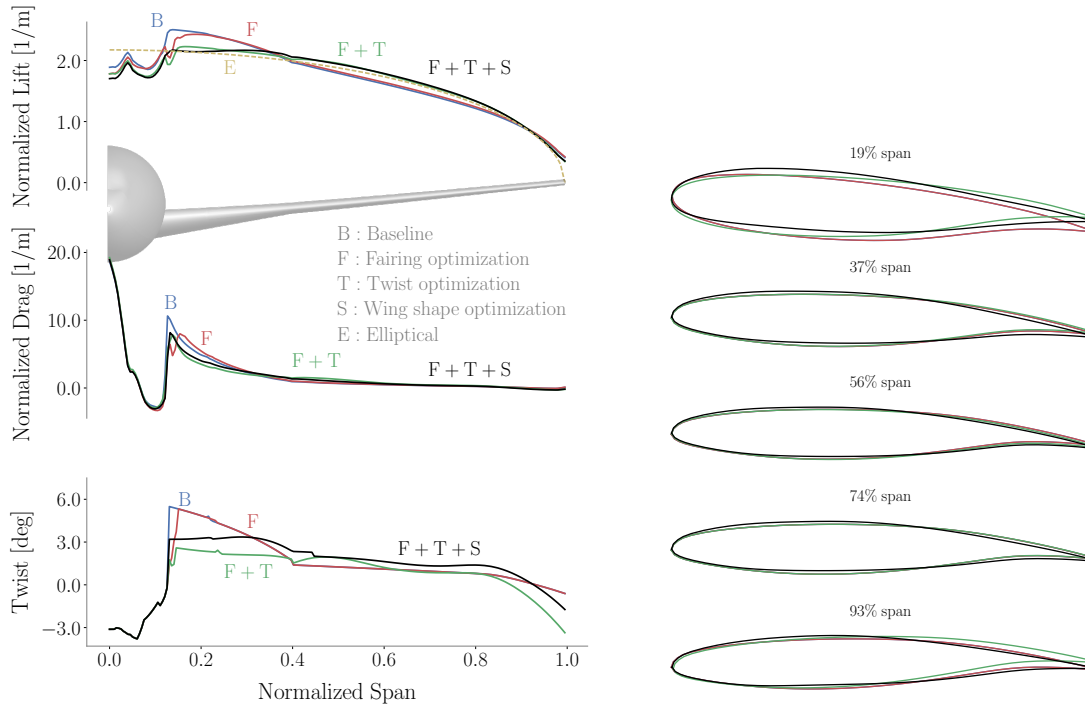 Normalized Lift [1/m]
2.0
1.0
0.0
B
F
F + T
E
F + T + S
B : Baseline
F : Fairing optimization
T : Twist optimization
S : Wing shape optimization
E : Elliptical
Normalized Drag [1/m]
20.0
10.0
0.0
B
F
F + T
F + T + S
Twist [deg]
6.0
3.0
0.0
−3.0
B
F
F + T
F + T + S
0.0 0.2 0.4 0.6 0.8 1.0
Normalized Span
19% span
37% span
56% span
74% span
93% span